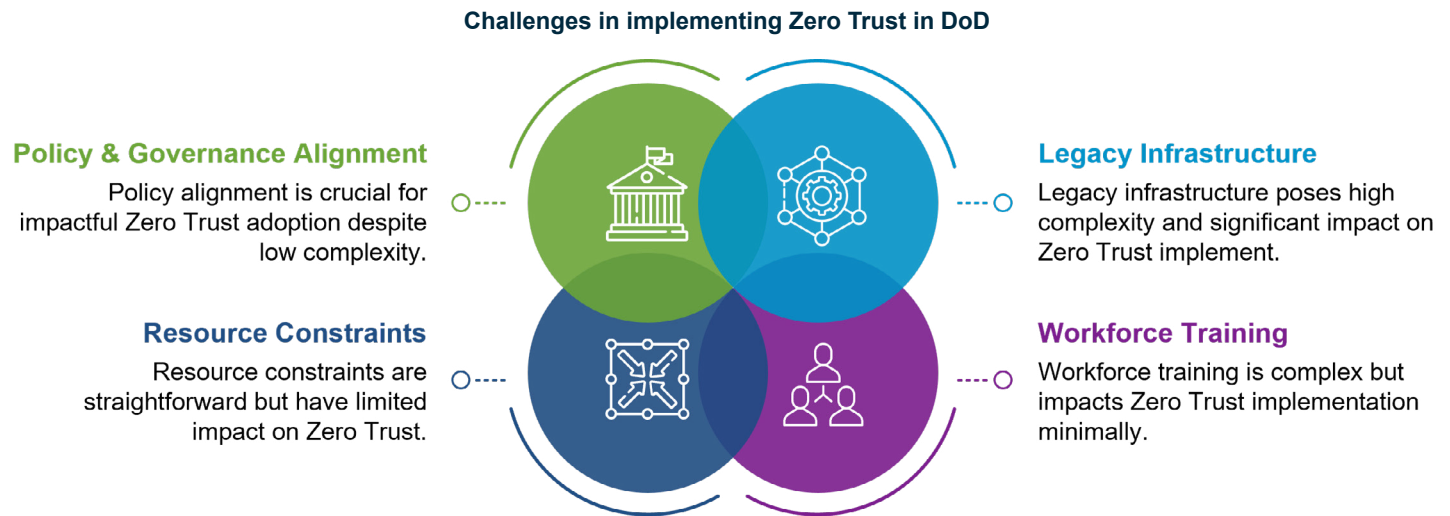 Challenges in implementing Zero Trust in DoD
Policy & Governance Alignment
Policy alignment is crucial for
impactful Zero Trust adoption despite
low complexity.
Legacy Infrastructure
Legacy infrastructure poses high
complexity and significant impact on
Zero Trust implement.
Resource Constraints
Resource constraints are
straightforward but have limited
impact on Zero Trust.
Workforce Training
Workforce training is complex but
impacts Zero Trust implementation
minimally.